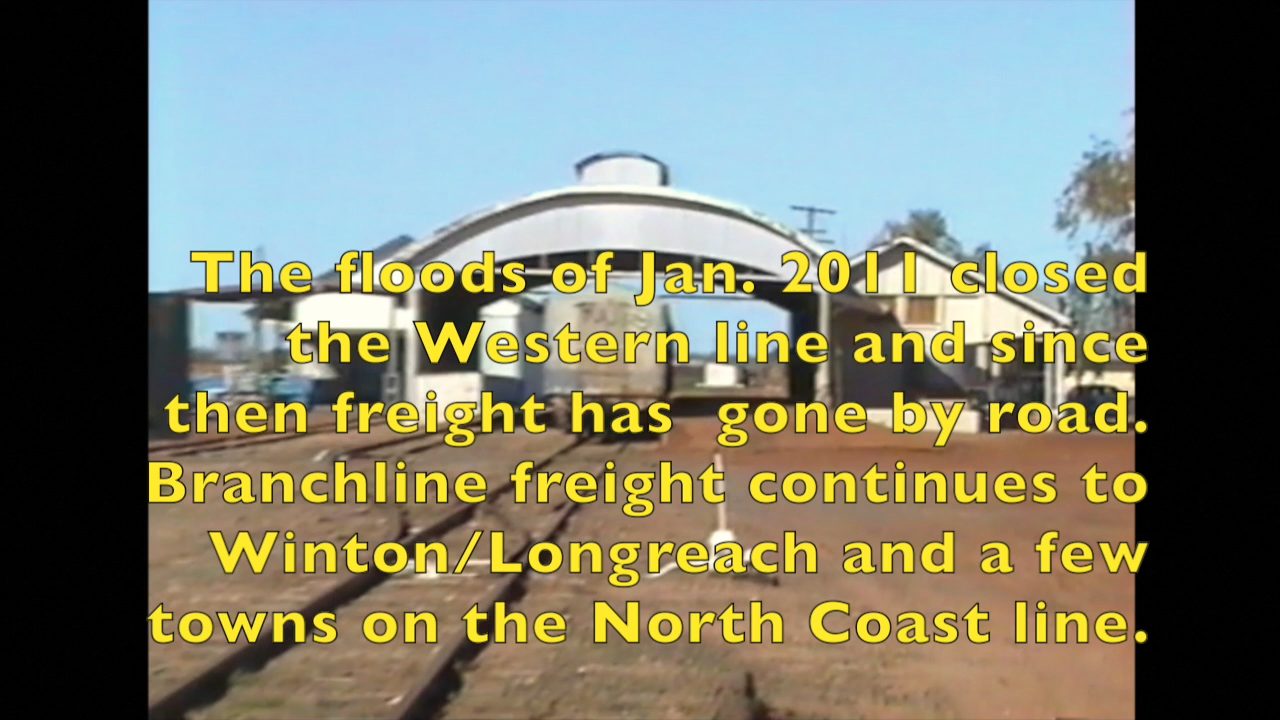 The floods of Jan. 2011 closed
the Western line and since
then freight has  gone by road.
Branchline freight continues to
Winton/Longreach and a few
towns on the North Coast line.